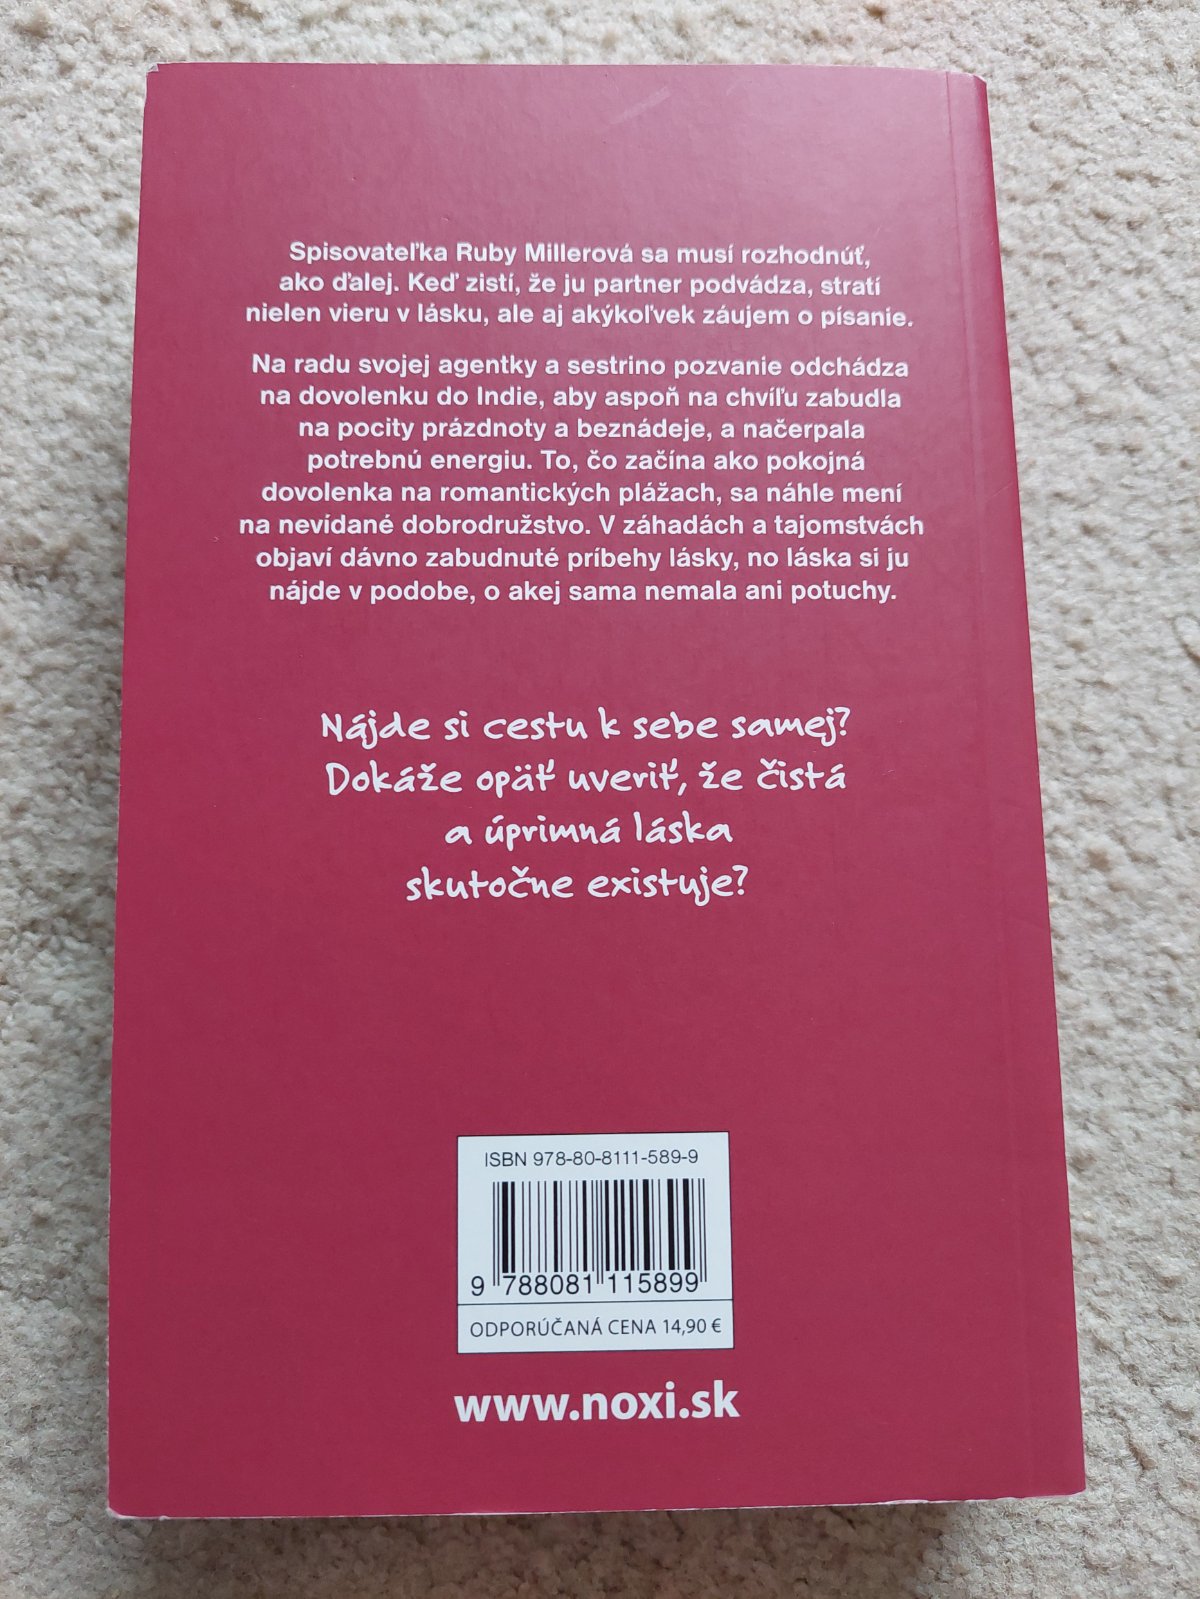 Spisovateľka Ruby Millerová sa musí rozhodnúť,
ako ďalej. Keď zistí, že ju partner podvádza, stratí
nielen vieru v lásku, ale aj akýkoľvek záujem o písanie.
Na radu svojej agentky a sestrino pozvanie odchádza
na dovolenku do Indie, aby aspoň na chvíľu zabudla
na pocity prázdnoty a beznádeje, a načerpala
potrebnú energiu. To, čo začína ako pokojná
dovolenka na romantických plážach, sa náhle mení
na nevídané dobrodružstvo. V záhadách a tajomstvách
objaví dávno zabudnuté príbehy lásky, no láska si ju
nájde v podobe, o akej sama nemala ani potuchy.
Nájde si cestu k sebe samej?
Dokáže opäť uveriť, že čistá
a úprimná láska
skutočne existuje?
ISBN 978-80-8111-589-9
9 788081 115899
ODPORÚČANÁ CENA 14,90 €
www.noxi.sk